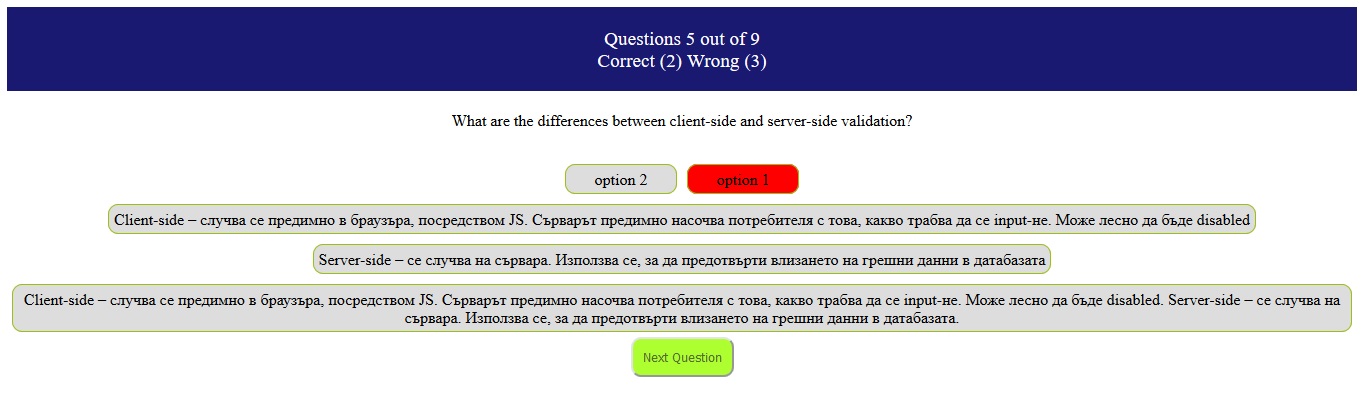 Questions 5 out of 9
Correct (2) Wrong (3)
What are the differences between client-side and server-side validation?
option 2
option 1
Client-side – случва се предимно в браузъра, посредством JS. Сърварът предимно насочва потребителя с това, какво трабва да се input-не. Може лесно да бъде disabled
Server-side – се случва на сървара. Използва се, за да предотвърти влизането на грешни данни в датабазата
Client-side – случва се предимно в браузъра, посредством JS. Сърварът предимно насочва потребителя с това, какво трабва да се input-не. Може лесно да бъде disabled. Server-side – се случва на
сървара. Използва се, за да предотвърти влизането на грешни данни в датабазата.
Next Question